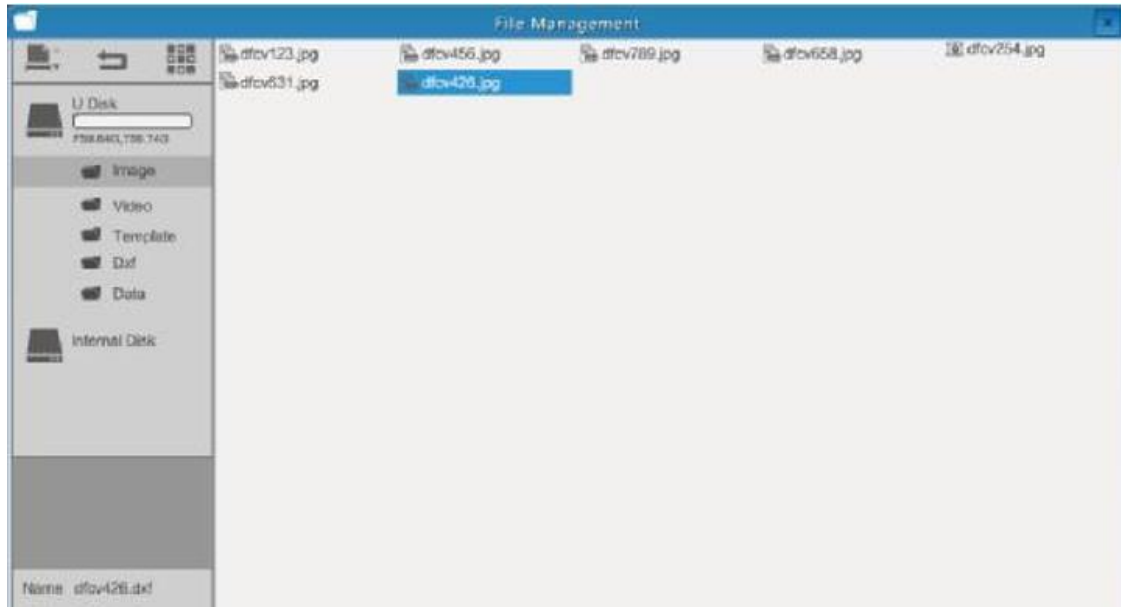 File Management
dfcv123.jpg dfcv456.jpg dfcv789.jpg dfcv658.jpg dfcv254.jpg
dfcv631.jpg dfcv426.jpg
U Disk
Image
Video
Template
Dxf
Data
Internal Disk
Name dfcv426.dxf